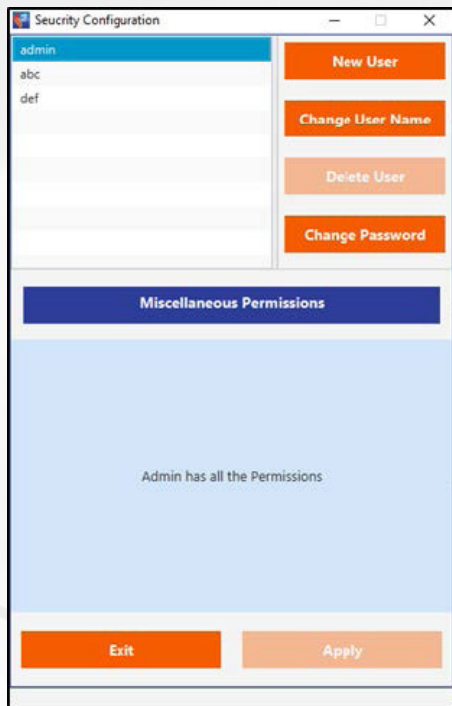 Seucrity Configuration
admin
abc
def
New User
Change User Name
Delete User
Change Password
Miscellaneous Permissions
Admin has all the Permissions
Exit
Apply